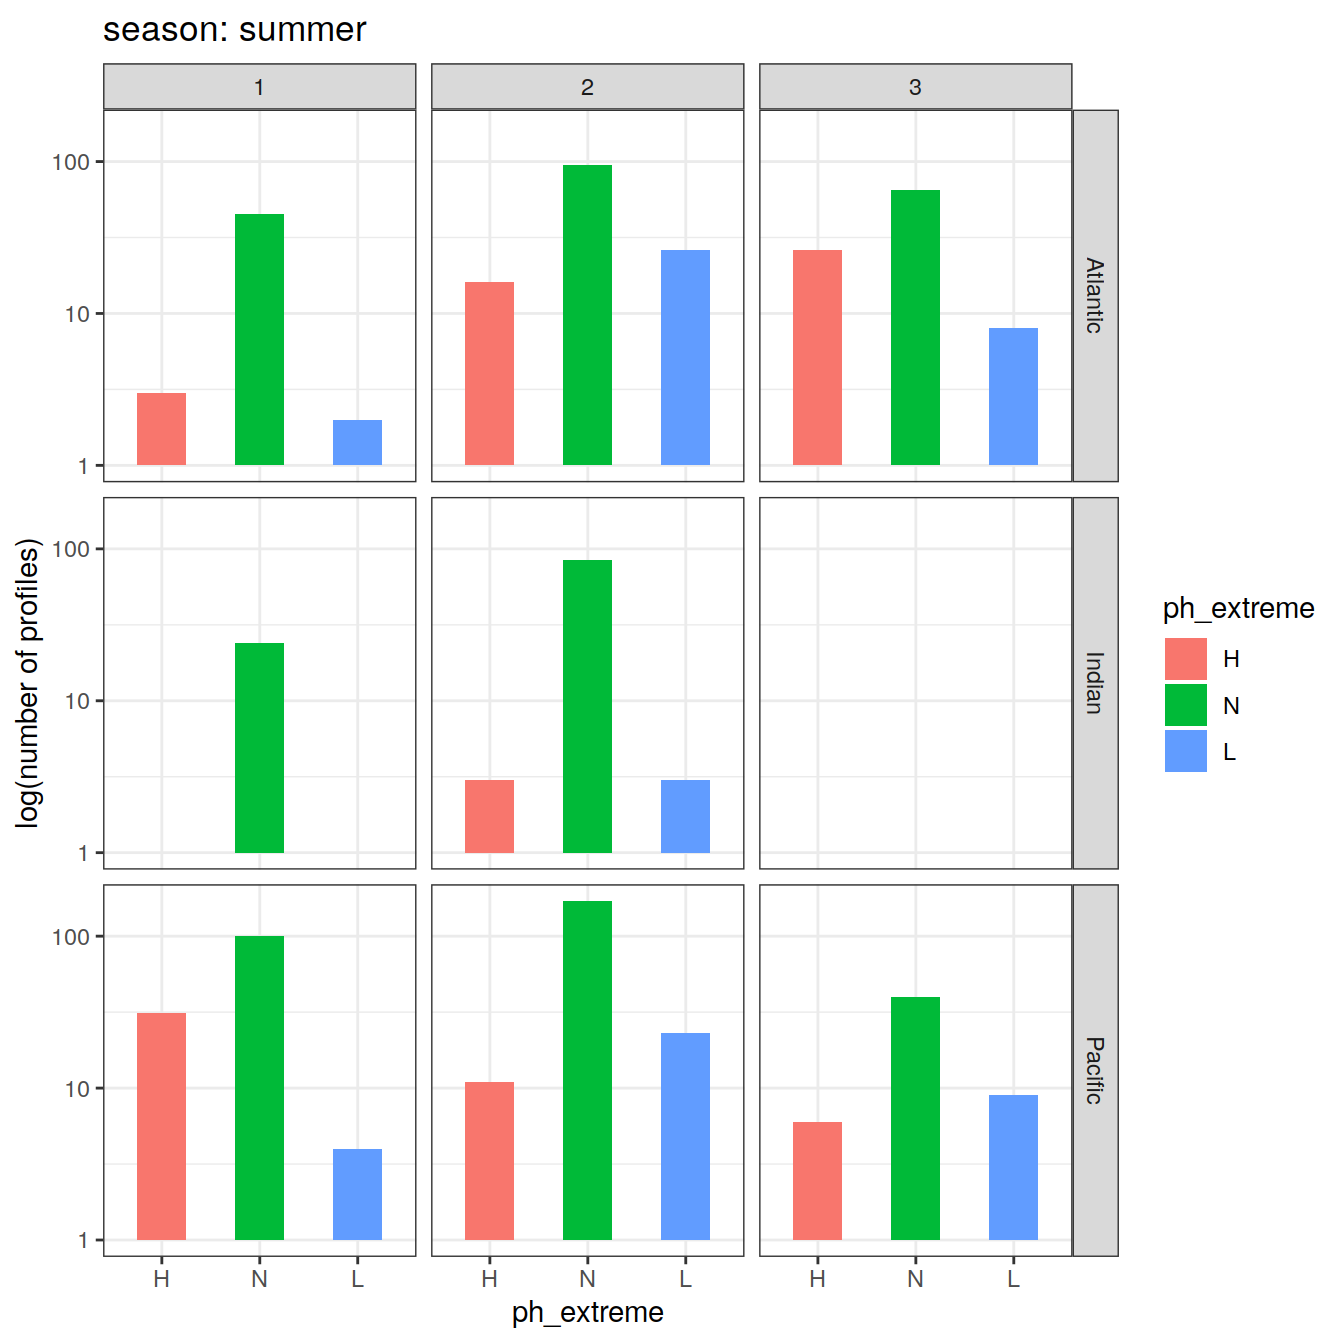 season: summer
1 2 3
100
10
1
Atlantic
100
10
1
Indian
100
10
1
Pacific
log(number of profiles)
H N L H N L H N L
ph_extreme
ph_extreme
H
N
L